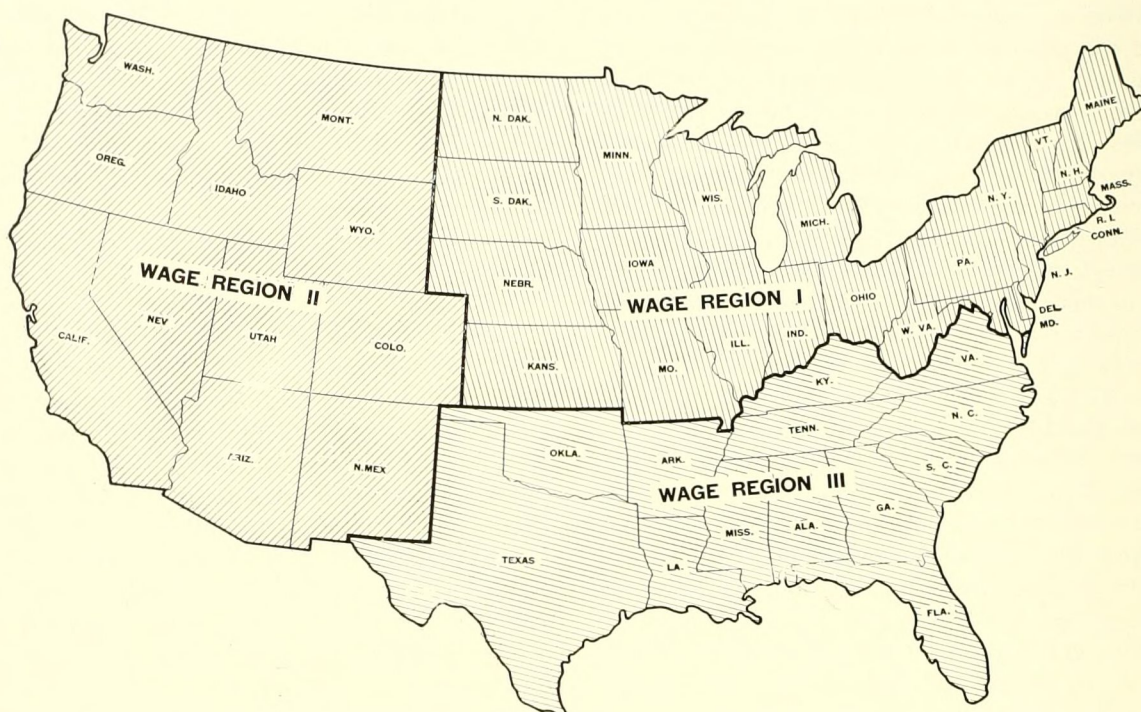 WASH.
MONT.
OREG.
IDAHO
WYO.
WAGE REGION II
CALIF.
NEV
UTAH
COLO.
ARIZ.
N.MEX
N. DAK.
MINN.
S. DAK.
WIS.
MICH.
NEBR.
IOWA
WAGE REGION I
KANS.
MO.
ILL.
IND.
OHIO
W. VA.
PA.
N. Y.
VT.
N. H.
MAINE
MASS.
R. I.
CONN.
N. J.
DEL.
MD.
KY.
VA.
TENN.
N. C.
OKLA.
ARK.
WAGE REGION III
S. C.
TEXAS
LA.
MISS.
ALA.
GA.
FLA.